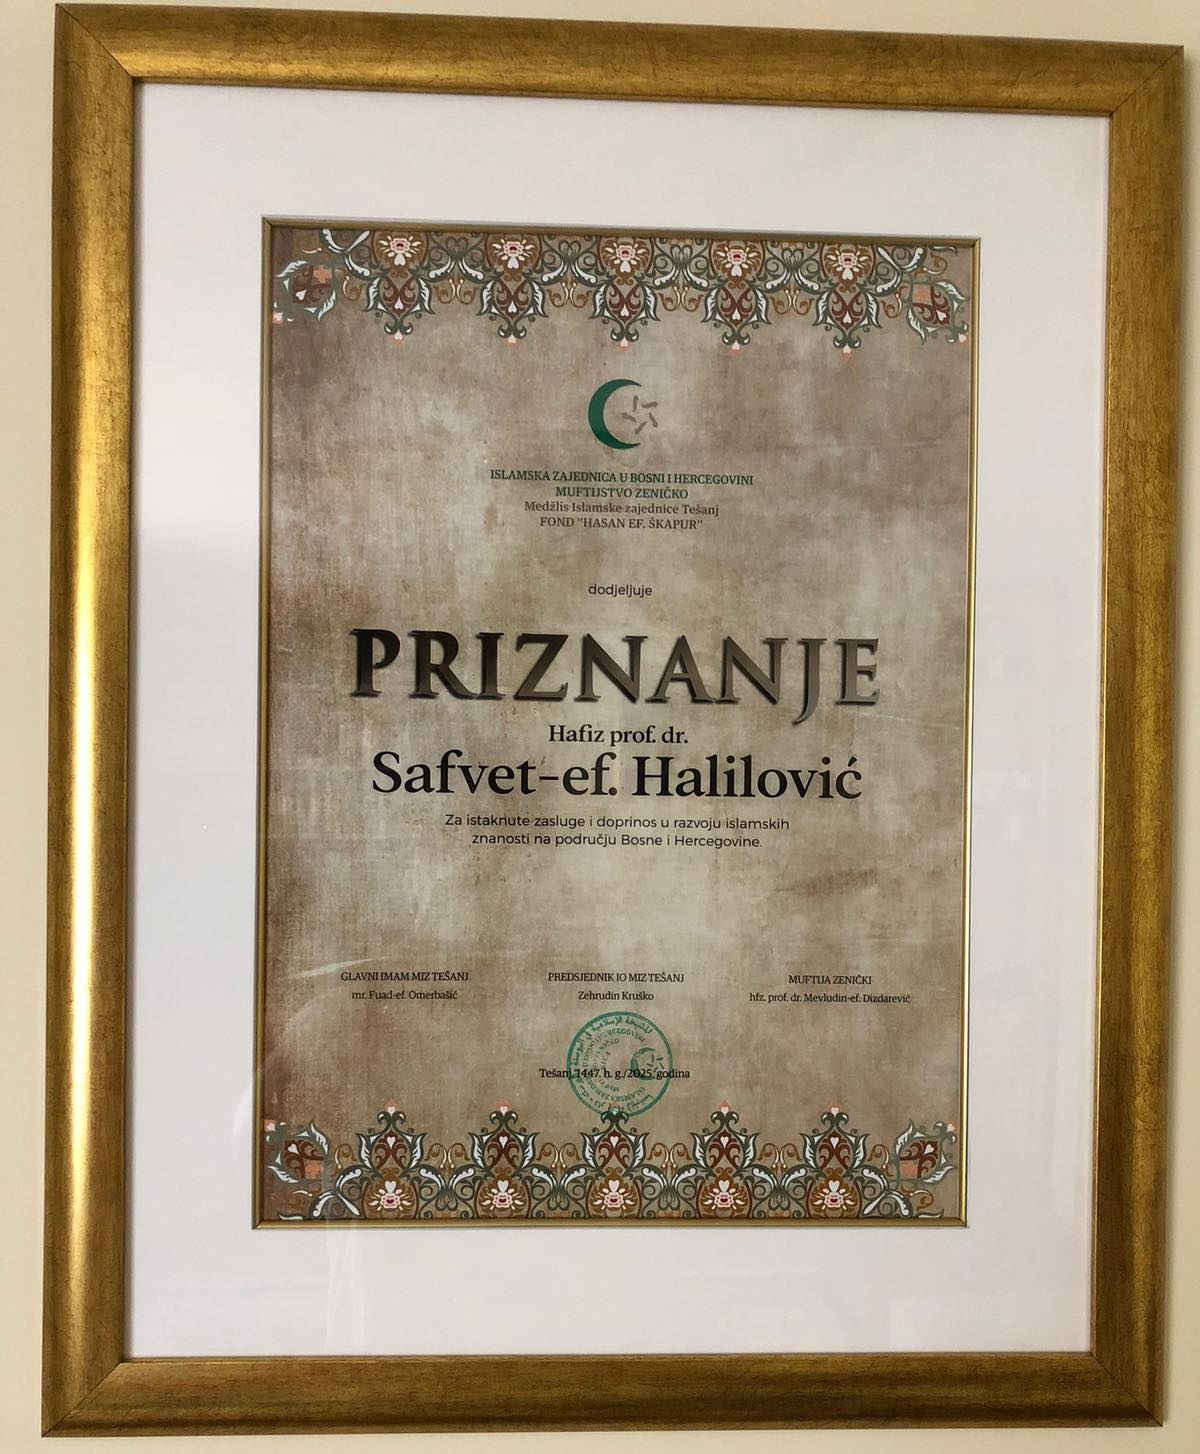 ISLAMSKA ZAJEDNICA U BOSNI I HERCEGOVINI
MUFTIJSTVO ZENIČKO
Medžlis Islamske zajednice Tešanj
FOND "HASAN EF. ŠKAPUR"
dodjeljuje
PRIZNANJE
Hafiz prof. dr.
Safvet-ef. Halilović
Za istaknute zasluge i doprinos u razvoju islamskih
znanosti na području Bosne i Hercegovine.
GLAVNI IMAM MIZ TEŠANJ
mr. Fuad-ef. Omerbašić
PREDSJEDNIK IO MIZ TEŠANJ
Zehrudin Kruško
MUFTIJA ZENIČKI
hfz. prof. dr. Mevludin-ef. Dizdarević
Tešanj, 1447. h. g./2025. godina